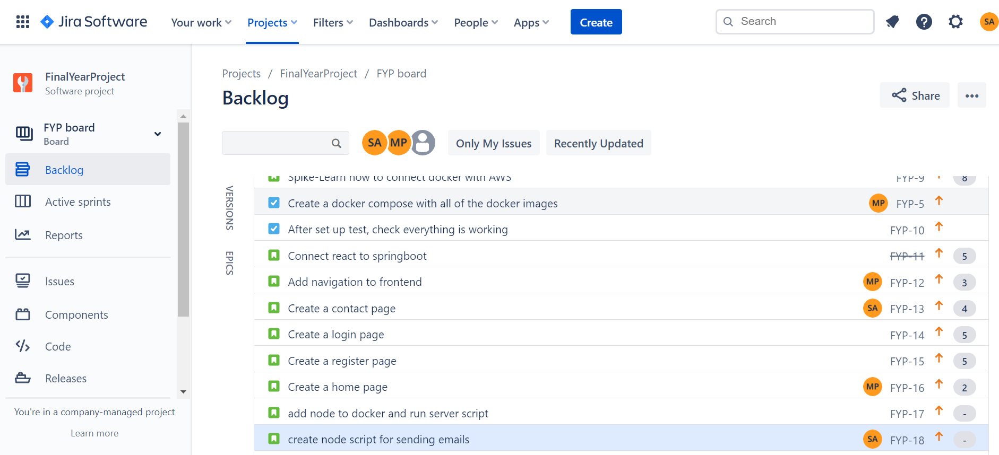 Jira Software Your work Projects Filters Dashboards People Apps Create Search SA
FinalYearProject
Software project
FYP board
Board
Backlog
Active sprints
Reports
Issues
Components
Code
Releases
You're in a company-managed project
Learn more
Projects / FinalYearProject / FYP board
Backlog
Share
SA MP Only My Issues Recently Updated
VERSIONS
EPICS
Spike-Learn how to connect docker with AWS FYP-9 8
Create a docker compose with all of the docker images MP FYP-5
After set up test, check everything is working FYP-10
Connect react to springboot FYP-11 5
Add navigation to frontend MP FYP-12 3
Create a contact page SA FYP-13 4
Create a login page FYP-14 5
Create a register page FYP-15 5
Create a home page MP FYP-16 2
add node to docker and run server script FYP-17 -
create node script for sending emails SA FYP-18 -